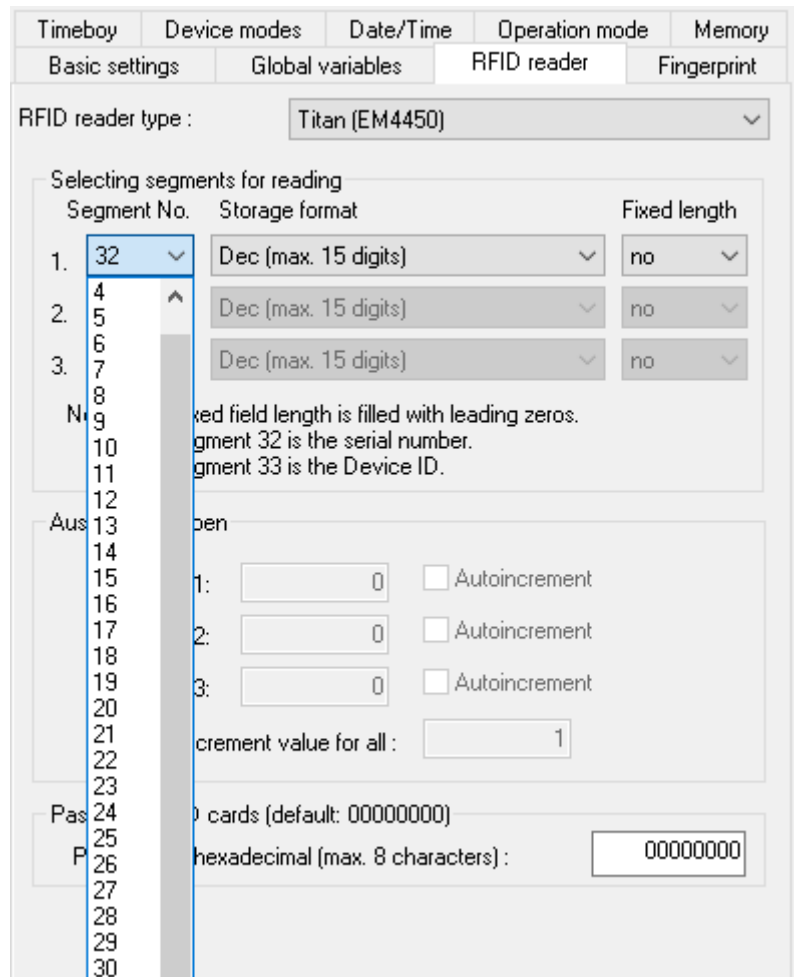 Timeboy Device modes Date/Time Operation mode Memory
Basic settings Global variables RFID reader Fingerprint
RFID reader type : Titan (EM4450)
Selecting segments for reading
Segment No. Storage format Fixed length
1. 32 Dec (max. 15 digits) no
2. Dec (max. 15 digits) no
3. Dec (max. 15 digits) no
4
5
6
7
8
9
10
11
12
13
14
15
16
17
18
19
20
21
22
23
24
25
26
27
28
29
30
field length is filled with leading zeros.
32 is the serial number.
33 is the Device ID.
1: 0 Autoincrement
2: 0 Autoincrement
3: 0 Autoincrement
value for all : 1
cards (default: 00000000)
hexadecimal (max. 8 characters) : 00000000